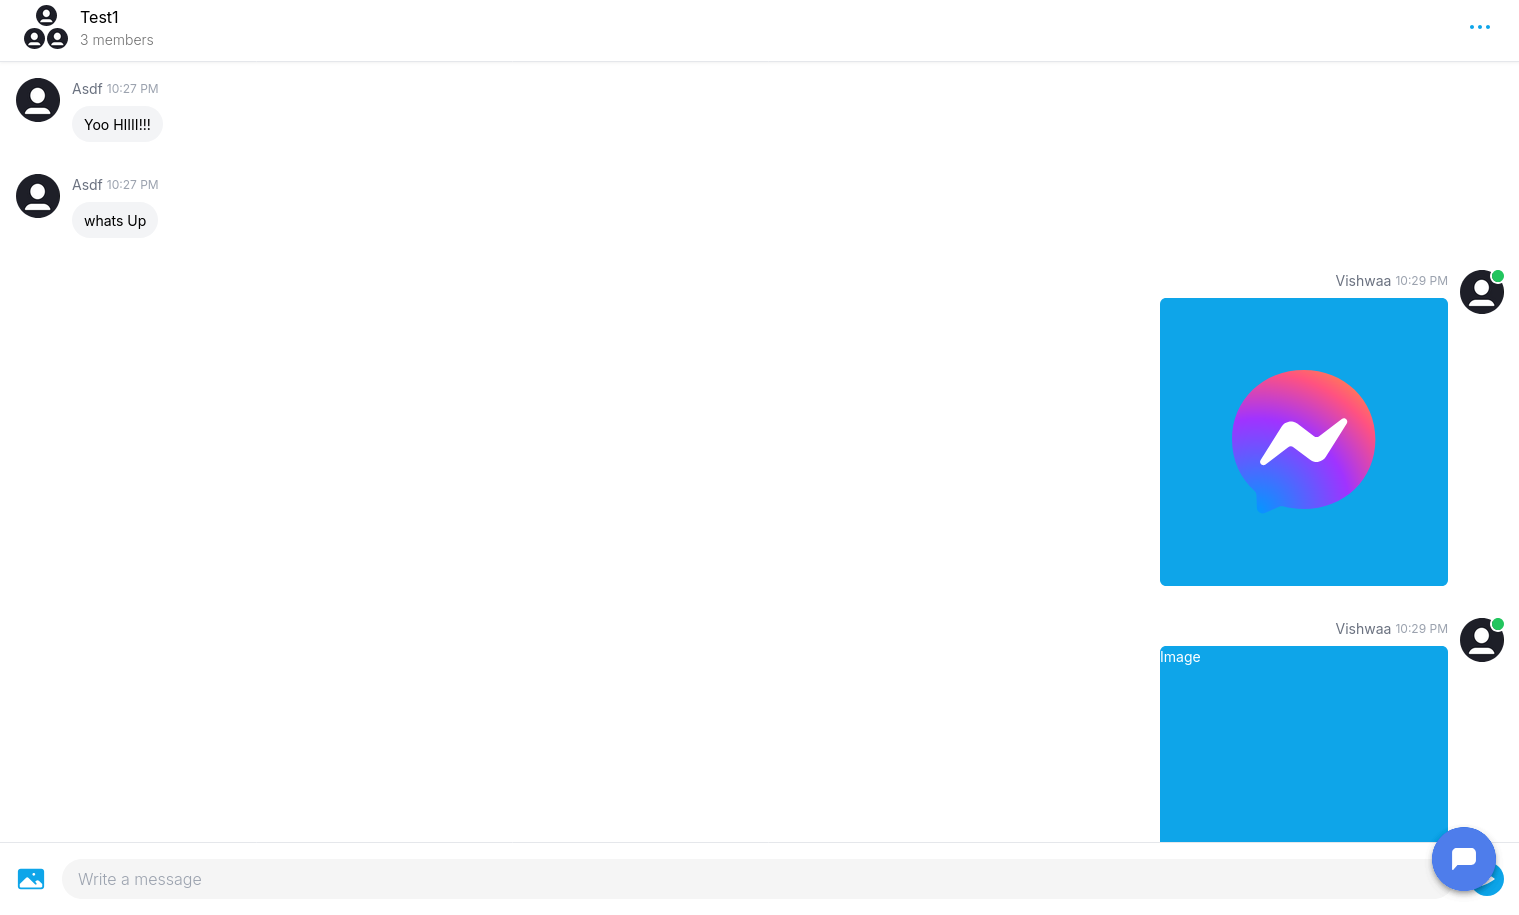 Test1
3 members
Asdf 10:27 PM
Yoo HIIII!!!
Asdf 10:27 PM
whats Up
Vishwaa 10:29 PM
Vishwaa 10:29 PM
Image
Write a message